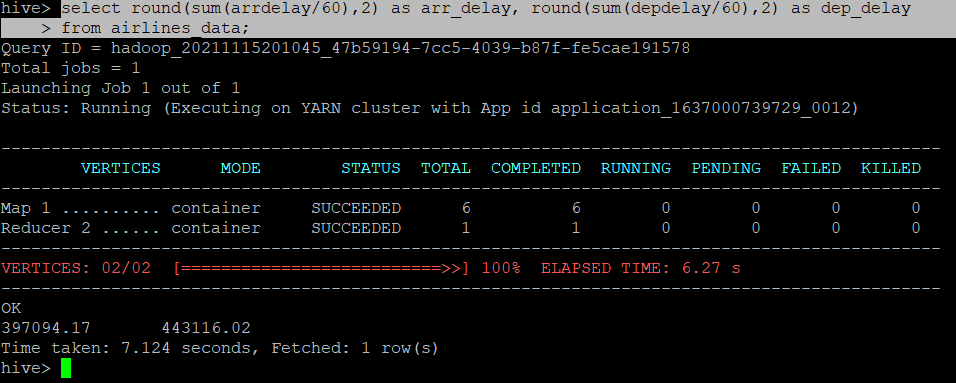 hive> select round(sum(arrdelay/60),2) as arr_delay, round(sum(depdelay/60),2) as dep_delay
    > from airlines_data;
Query ID = hadoop_20211115201045_47b59194-7cc5-4039-b87f-fe5cae191578
Total jobs = 1
Launching Job 1 out of 1
Status: Running (Executing on YARN cluster with App id application_1637000739729_0012)
----------------------------------------------------------------------------------------------
        VERTICES      MODE        STATUS  TOTAL  COMPLETED  RUNNING  PENDING  FAILED  KILLED
----------------------------------------------------------------------------------------------
Map 1 .......... container     SUCCEEDED      6          6        0        0       0       0
Reducer 2 ...... container     SUCCEEDED      1          1        0        0       0       0
----------------------------------------------------------------------------------------------
VERTICES: 02/02  [==========================>>] 100%  ELAPSED TIME: 6.27 s
----------------------------------------------------------------------------------------------
OK
397094.17       443116.02
Time taken: 7.124 seconds, Fetched: 1 row(s)
hive>